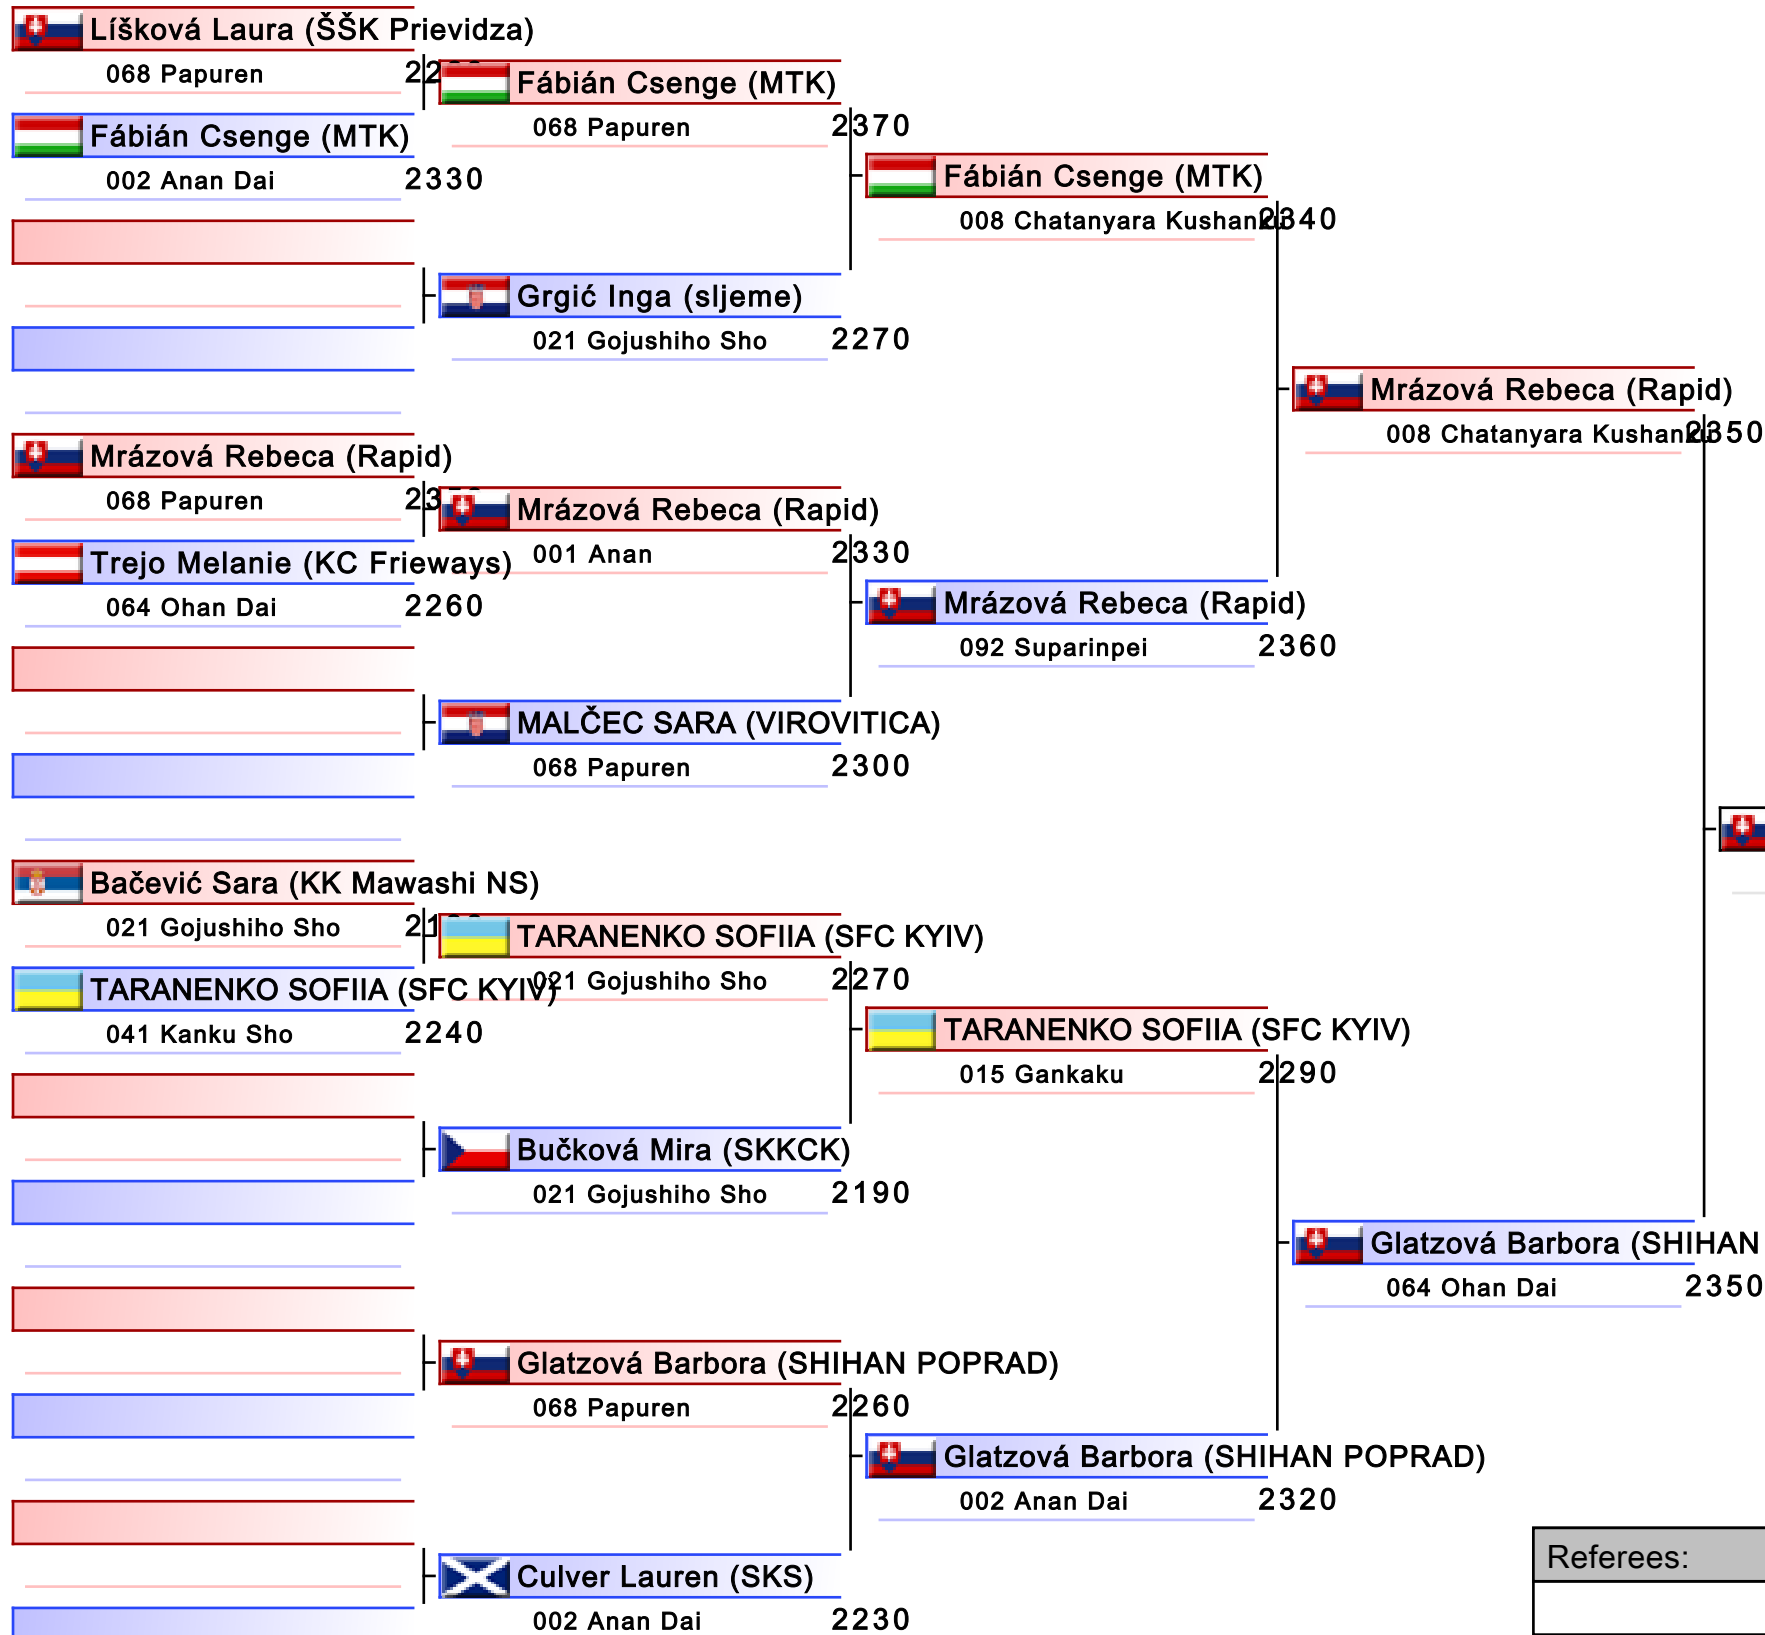 Líšková Laura (ŠŠK Prievidza)
068 Papuren
Fábián Csenge (MTK)
002 Anan Dai 2330
Mrázová Rebeca (Rapid)
068 Papuren
Trejo Melanie (KC Frieways)
064 Ohan Dai 2260
Bačević Sara (KK Mawashi NS)
021 Gojushiho Sho
TARANENKO SOFIIA (SFC KYIV)
041 Kanku Sho 2240
Fábián Csenge (MTK)
068 Papuren 2370
Grgić Inga (sljeme)
021 Gojushiho Sho 2270
Mrázová Rebeca (Rapid)
001 Anan 2330
MALČEC SARA (VIROVITICA)
068 Papuren 2300
TARANENKO SOFIIA (SFC KYIV)
021 Gojushiho Sho 2270
Bučková Mira (SKKCK)
021 Gojushiho Sho 2190
Glatzová Barbora (SHIHAN POPRAD)
068 Papuren 2260
Culver Lauren (SKS)
002 Anan Dai 2230
Fábián Csenge (MTK)
008 Chatanyara Kushanku 2340
Mrázová Rebeca (Rapid)
092 Suparinpei 2360
TARANENKO SOFIIA (SFC KYIV)
015 Gankaku 2290
Glatzová Barbora (SHIHAN POPRAD)
002 Anan Dai 2320
Mrázová Rebeca (Rapid)
008 Chatanyara Kushanku 2350
Glatzová Barbora (SHIHAN
064 Ohan Dai 2350
Referees: